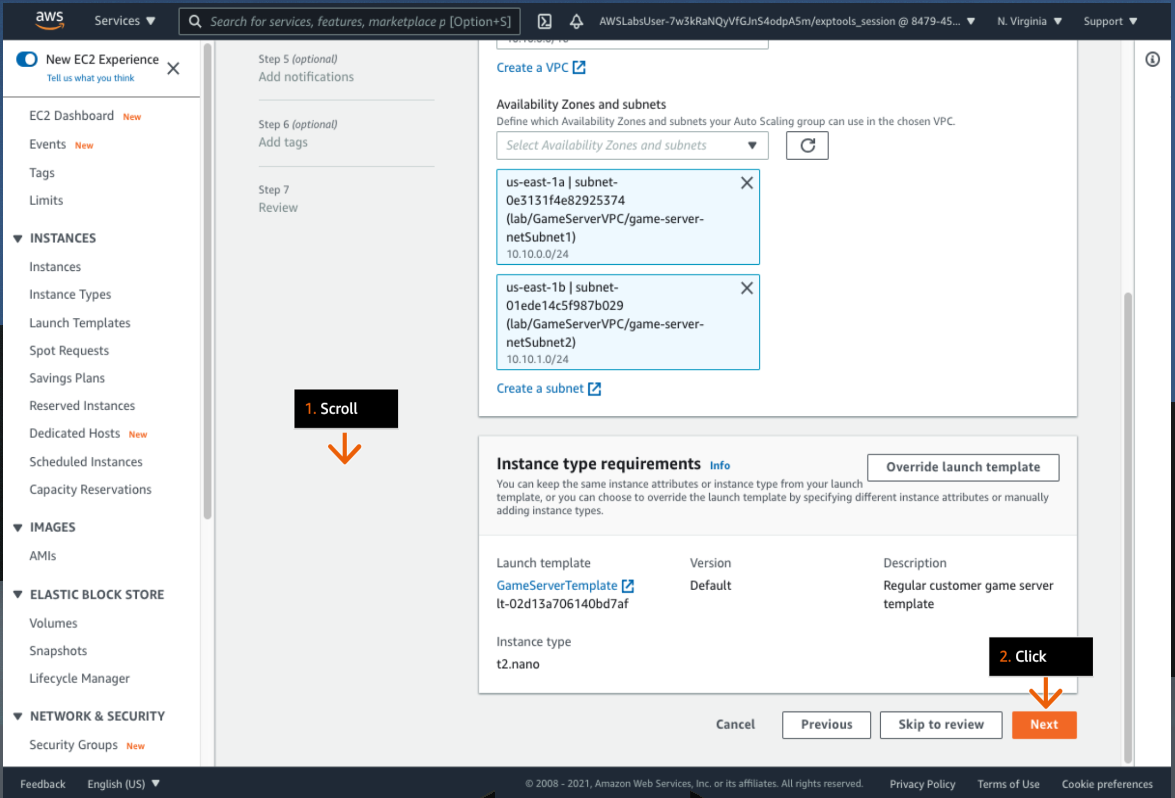 aws
Services
Search for services, features, marketplace p [Option+S]
AWSLabsUser-7w3kRaNQyVfGJnS4odpA5m/exptools_session @ 8479-45...
N. Virginia
Support
New EC2 Experience
Tell us what you think
EC2 Dashboard New
Events New
Tags
Limits
INSTANCES
Instances
Instance Types
Launch Templates
Spot Requests
Savings Plans
Reserved Instances
Dedicated Hosts New
Scheduled Instances
Capacity Reservations
IMAGES
AMIs
ELASTIC BLOCK STORE
Volumes
Snapshots
Lifecycle Manager
NETWORK & SECURITY
Security Groups New
Step 5 (optional)
Add notifications
Step 6 (optional)
Add tags
Step 7
Review
1. Scroll
Create a VPC
Availability Zones and subnets
Define which Availability Zones and subnets your Auto Scaling group can use in the chosen VPC.
Select Availability Zones and subnets
us-east-1a | subnet-
0e3131f4e82925374
(lab/GameServerVPC/game-server-
netSubnet1)
10.10.0.0/24
us-east-1b | subnet-
01ede14c5f987b029
(lab/GameServerVPC/game-server-
netSubnet2)
10.10.1.0/24
Create a subnet
Instance type requirements Info
Override launch template
You can keep the same instance attributes or instance type from your launch
template, or you can choose to override the launch template by specifying different instance attributes or manually
adding instance types.
Launch template
GameServerTemplate
lt-02d13a706140bd7af
Version
Default
Description
Regular customer game server
template
Instance type
t2.nano
2. Click
Cancel
Previous
Skip to review
Next
Feedback
English (US)
© 2008 - 2021, Amazon Web Services, Inc. or its affiliates. All rights reserved.
Privacy Policy
Terms of Use
Cookie preferences